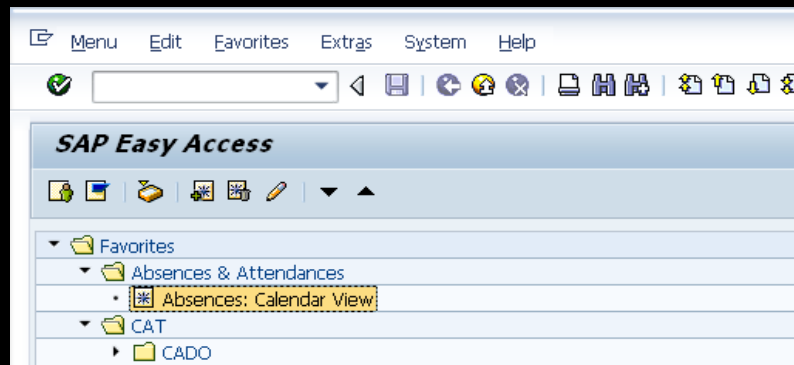 Menu Edit Favorites Extras System Help
SAP Easy Access
Favorites
Absences & Attendances
Absences: Calendar View
CAT
CADO